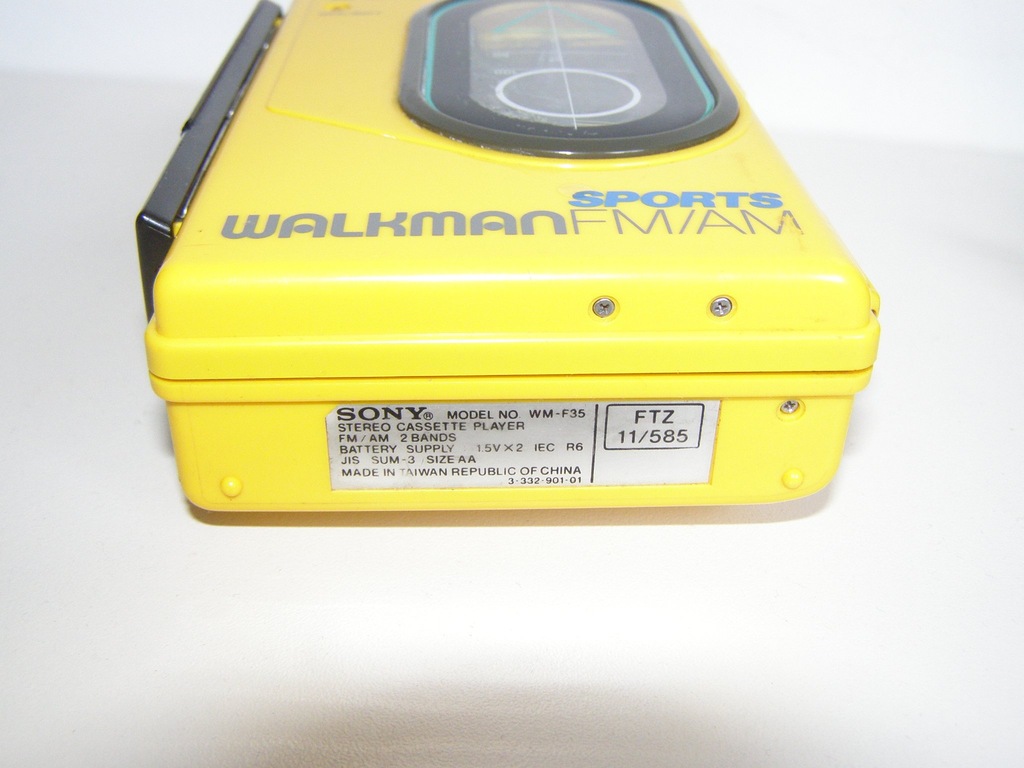 SPORTS
WALKMAN FM/AM
SONY® MODEL NO. WM-F35
STEREO CASSETTE PLAYER
FM/AM 2 BANDS
BATTERY SUPPLY 1.5V×2 IEC R6
JIS SUM-3 SIZE AA
MADE IN TAIWAN REPUBLIC OF CHINA
3-332-901-01
FTZ
11/585